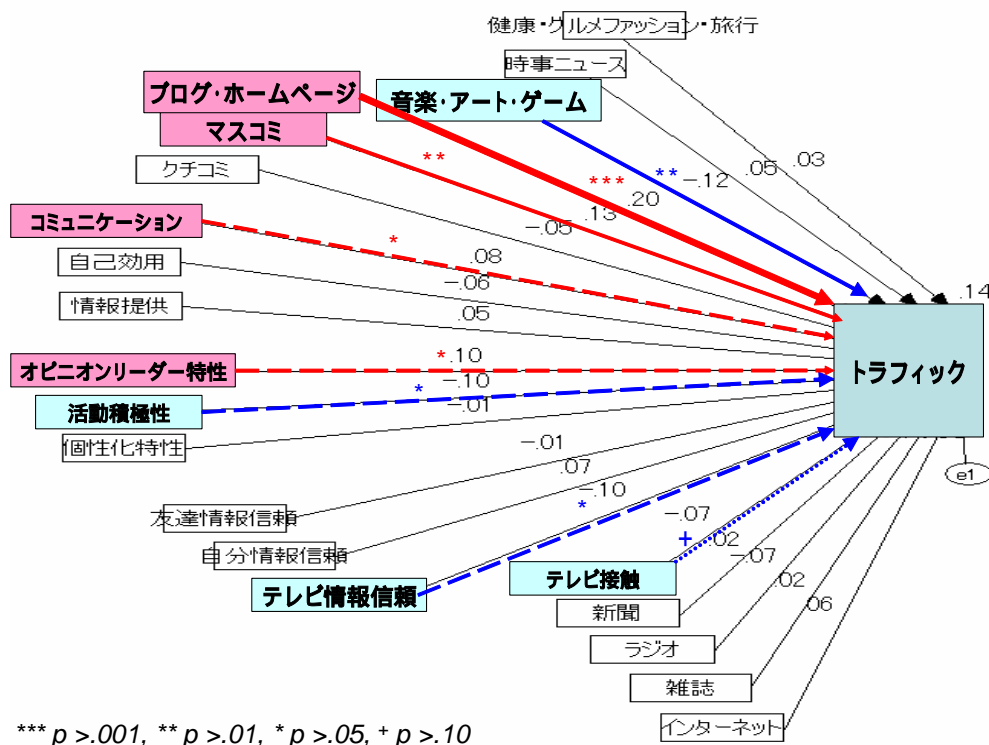 健康・グルメファッション・旅行
時事ニュース
ブログ・ホームページ
音楽・アート・ゲーム
マスコミ
クチコミ
**
***
**
-.12
.05
.03
.20
.13
-.05
コミュニケーション
*
.08
自己効用
-.06
情報提供
.05
.14
トラフィック
オピニオンリーダー特性
*
.10
活動積極性
*
-.10
-.01
個性化特性
-.01
.07
-.10
*
e1
友達情報信頼
自分情報信頼
テレビ情報信頼
-.07
+
.02
-.07
.02
.06
テレビ接触
新聞
ラジオ
雑誌
インターネット
*** p >.001, ** p >.01, * p >.05, + p >.10